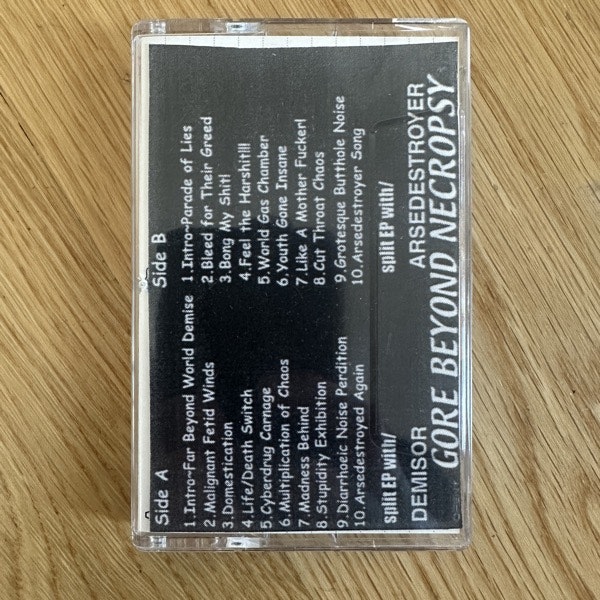 Side A
1.Intro~Far Beyond World Demise
2.Malignant Fetid Winds
3.Domestication
4.Life/Death Switch
5.Cyberdrug Carnage
6.Multiplication of Chaos
7.Madness Behind
8.Stupidity Exhibition
9.Diarrhoeic Noise Perdition
10.Arsedestroyed Again
split EP with/
DEMISOR
Side B
1.Intro~Parade of Lies
2.Bleed for Their Greed
3.Bong My Shit!
4.Feel the Harshit!!!
5.World Gas Chamber
6.Youth Gone Insane
7.Like A Mother Fucker!
8.Cut Throat Chaos
9.Grotesque Butthole Noise
10.Arsedestroyer Song
split EP with/
ARSEDESTROYER
GORE BEYOND NECROPSY